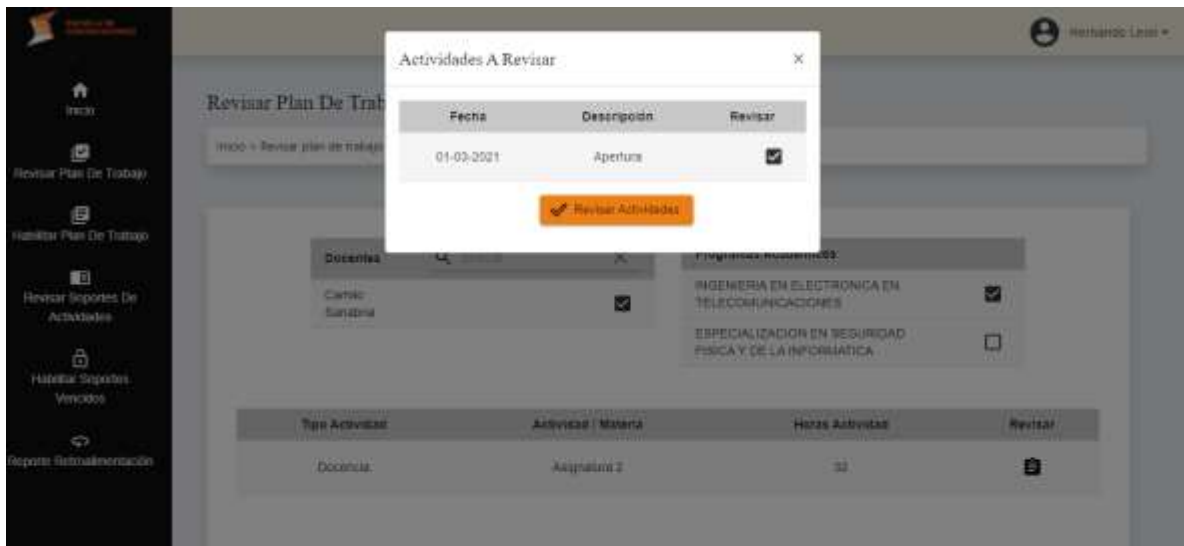 Hernando Leon
Actividades A Revisar
×
Inicio
Revisar Plan De Trab
Fecha Descripción Revisar
Inicio > Revisar plan de trabajo
01-03-2021 Apertura
Revisar Plan De Trabajo
Revisar Actividades
Habilitar Plan De Trabajo
Docentes
Programas Académicos
Revisar Soportes De
Actividades
Camilo
Sanabria
INGENIERIA EN ELECTRONICA EN
TELECOMUNICACIONES
ESPECIALIZACION EN SEGURIDAD
FISICA Y DE LA INFORMATICA
Habilitar Soportes
Vencidos
Tipo Actividad Actividad / Materia Horas Actividad Revisar
Reporte Retroalimentación
Docencia Asignatura 2 32